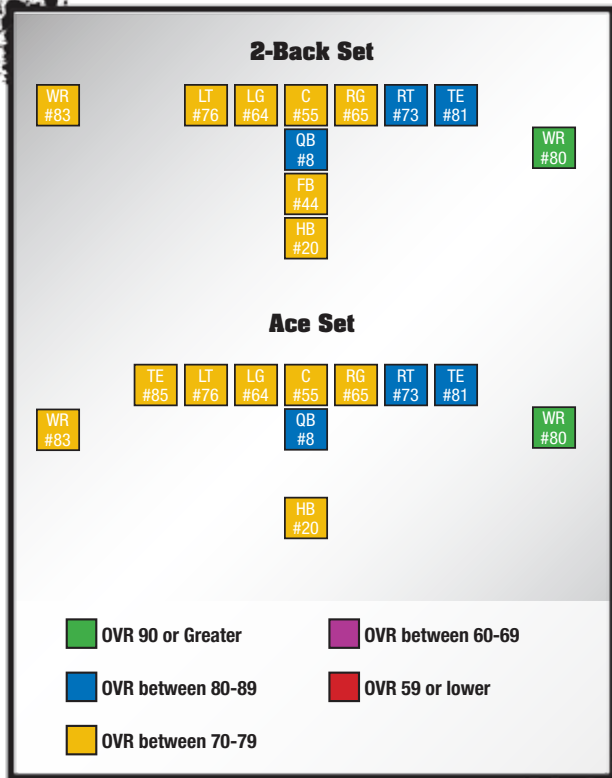 2-Back Set
WR LT LG C RG RT TE
#83 #76 #64 #55 #65 #73 #81
QB
#8
WR
#80
FB
#44
HB
#20
Ace Set
TE LT LG C RG RT TE
#85 #76 #64 #55 #65 #73 #81
WR QB WR
#83 #8 #80
HB
#20
OVR 90 or Greater
OVR between 60-69
OVR between 80-89
OVR 59 or lower
OVR between 70-79